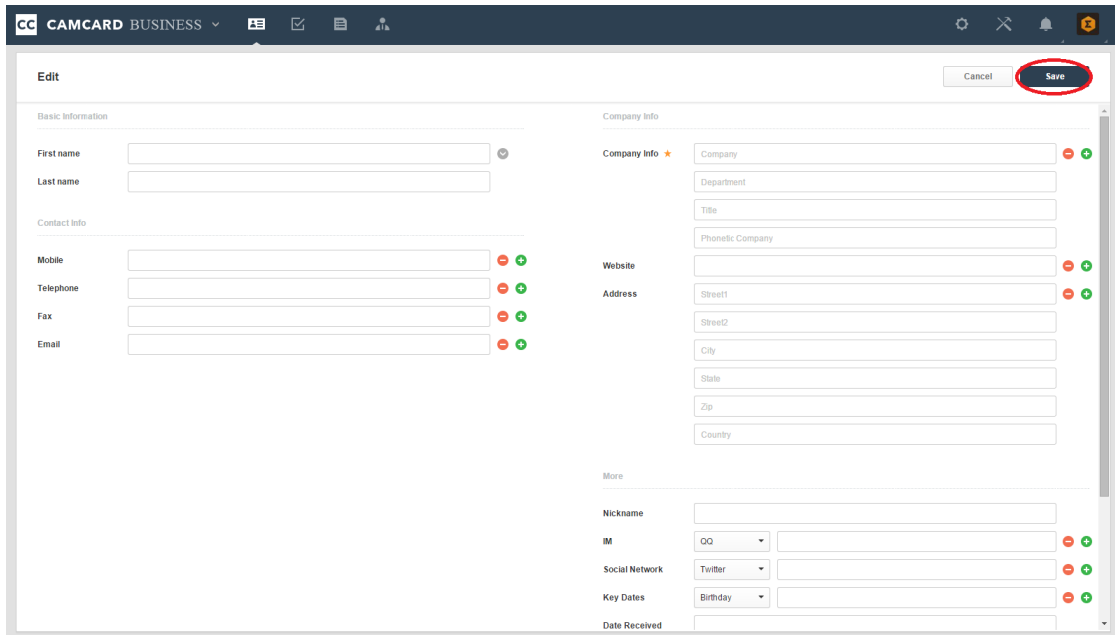 CC CAMCARD BUSINESS
Edit
Cancel
Save
Basic Information
First name
Last name
Contact Info
Mobile
Telephone
Fax
Email
Company Info
Company Info ★ Company
Department
Title
Phonetic Company
Website
Address Street1
Street2
City
State
Zip
Country
More
Nickname
IM QQ
Social Network Twitter
Key Dates Birthday
Date Received